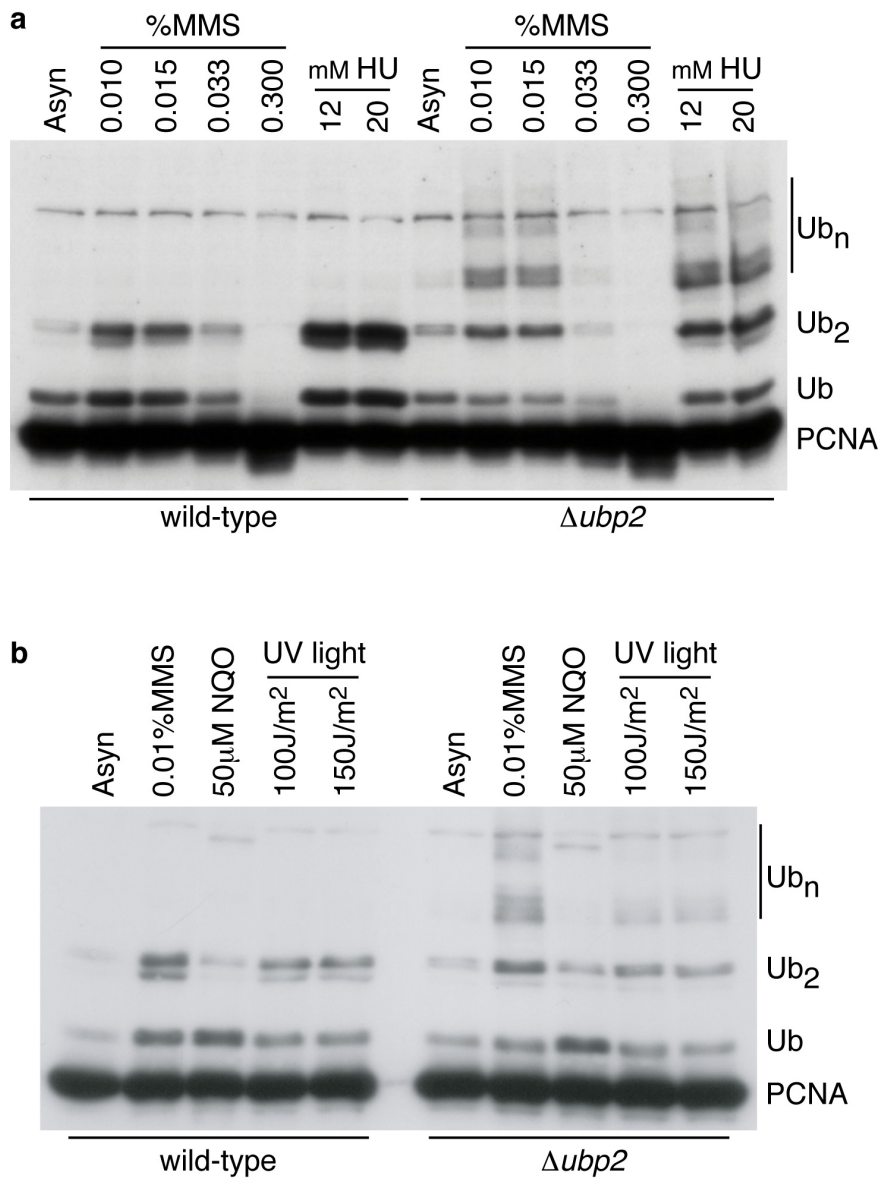 a
%MMS mM HU %MMS mM HU
Asyn 0.010 0.015 0.033 0.300 12 20 Asyn 0.010 0.015 0.033 0.300 12 20
Ubn
Ub2
Ub
PCNA
wild-type Δubp2
b
Asyn 0.01%MMS 50μM NQO UV light 100J/m2 150J/m2 Asyn 0.01%MMS 50μM NQO UV light 100J/m2 150J/m2
Ubn
Ub2
Ub
PCNA
wild-type Δubp2